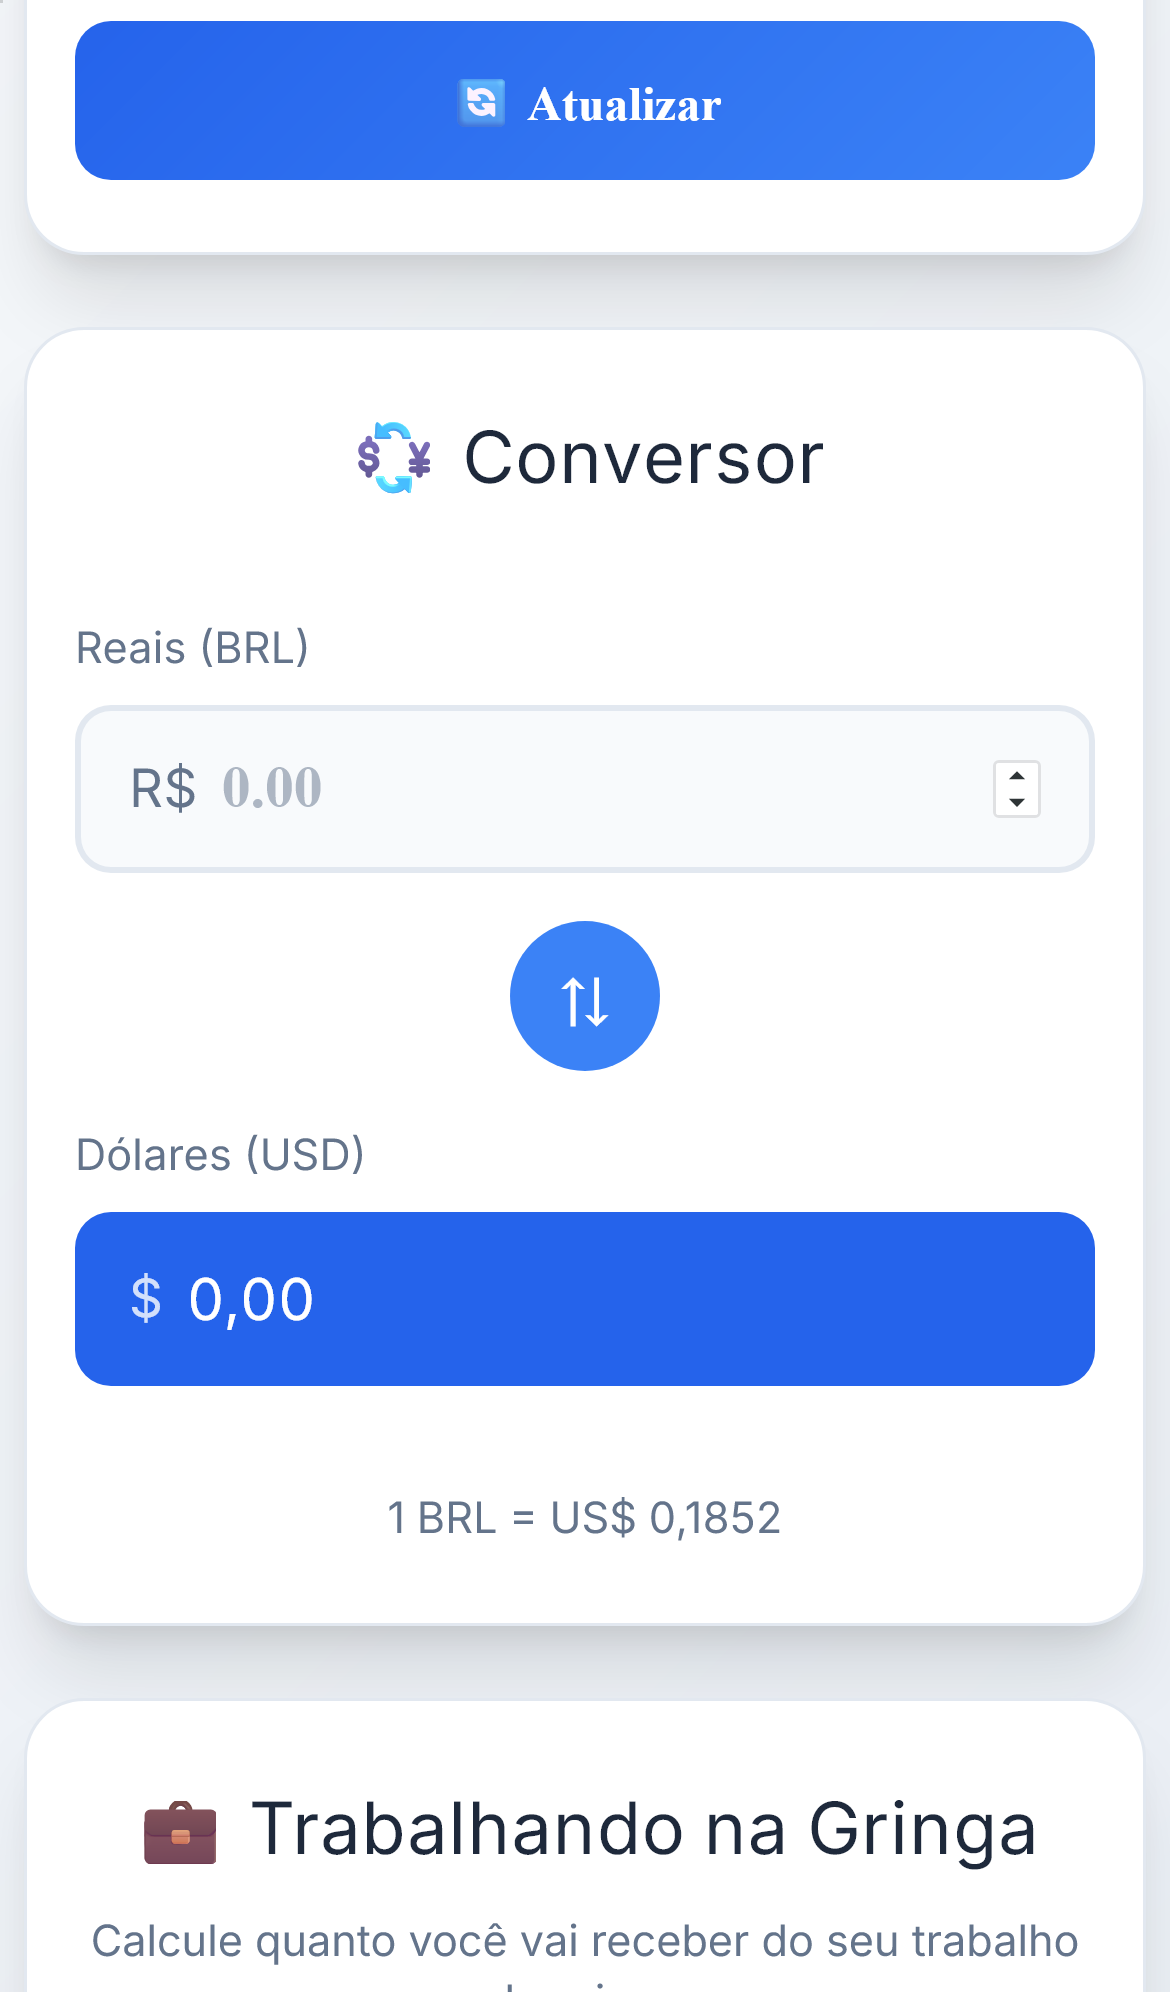 Atualizar
Conversor
Reais (BRL)
R$ 0.00
Dólares (USD)
$ 0,00
1 BRL = US$ 0,1852
Trabalhando na Gringa
Calcule quanto você vai receber do seu trabalho